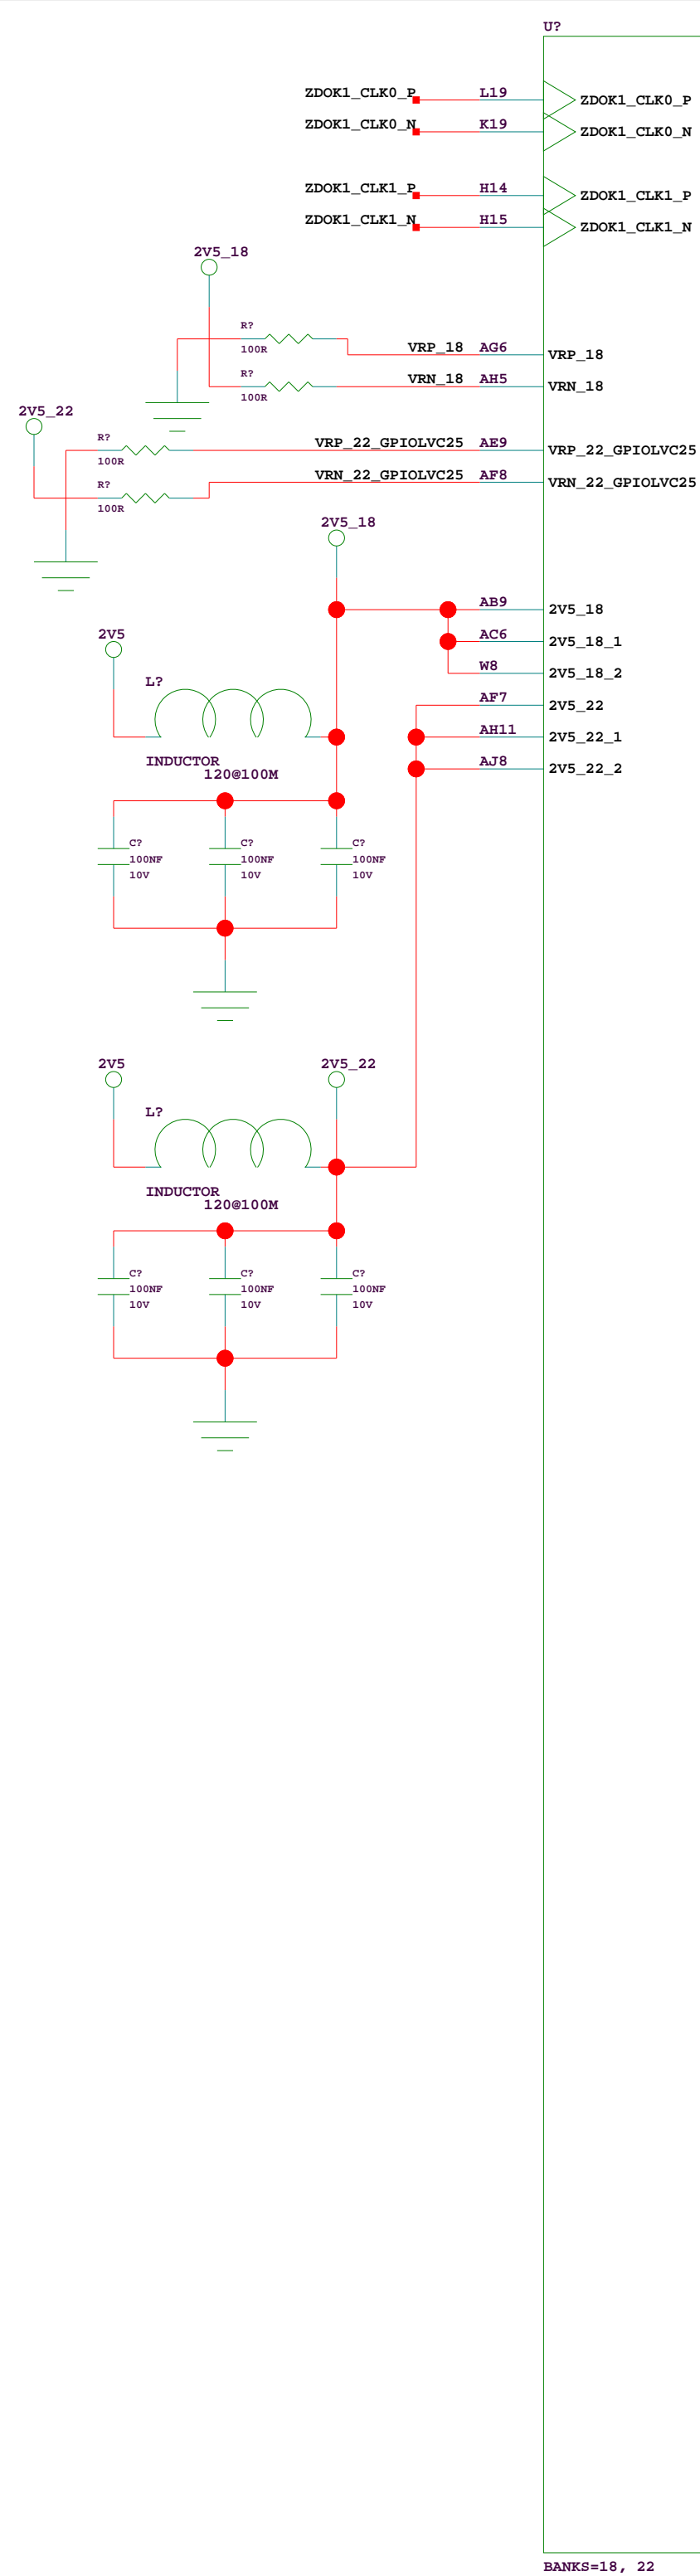 U?
ZDOK1_CLK0_P L19 ZDOK1_CLK0_P
ZDOK1_CLK0_N K19 ZDOK1_CLK0_N
ZDOK1_CLK1_P H14 ZDOK1_CLK1_P
ZDOK1_CLK1_N H15 ZDOK1_CLK1_N
2V5_18
R?
100R
VRP_18 AG6 VRP_18
R?
100R
VRN_18 AH5 VRN_18
2V5_22
R?
100R
VRP_22_GPIOLVC25 AE9 VRP_22_GPIOLVC25
R?
100R
VRN_22_GPIOLVC25 AF8 VRN_22_GPIOLVC25
2V5_18
AB9 2V5_18
AC6 2V5_18_1
W8 2V5_18_2
AF7 2V5_22
AH11 2V5_22_1
AJ8 2V5_22_2
2V5
L?
INDUCTOR
120@100M
C? C? C?
100NF 100NF 100NF
10V 10V 10V
2V5 2V5_22
L?
INDUCTOR
120@100M
C? C? C?
100NF 100NF 100NF
10V 10V 10V
BANKS=18, 22